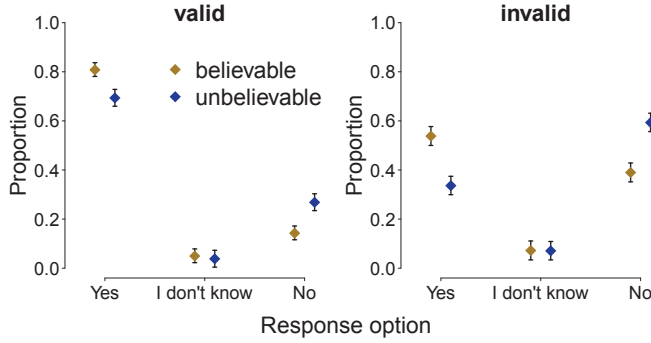 valid
1.0
0.8
0.6
0.4
0.2
0.0
Proportion
believable
unbelievable
Yes I don't know No
invalid
1.0
0.8
0.6
0.4
0.2
0.0
Proportion
Yes I don't know No
Response option